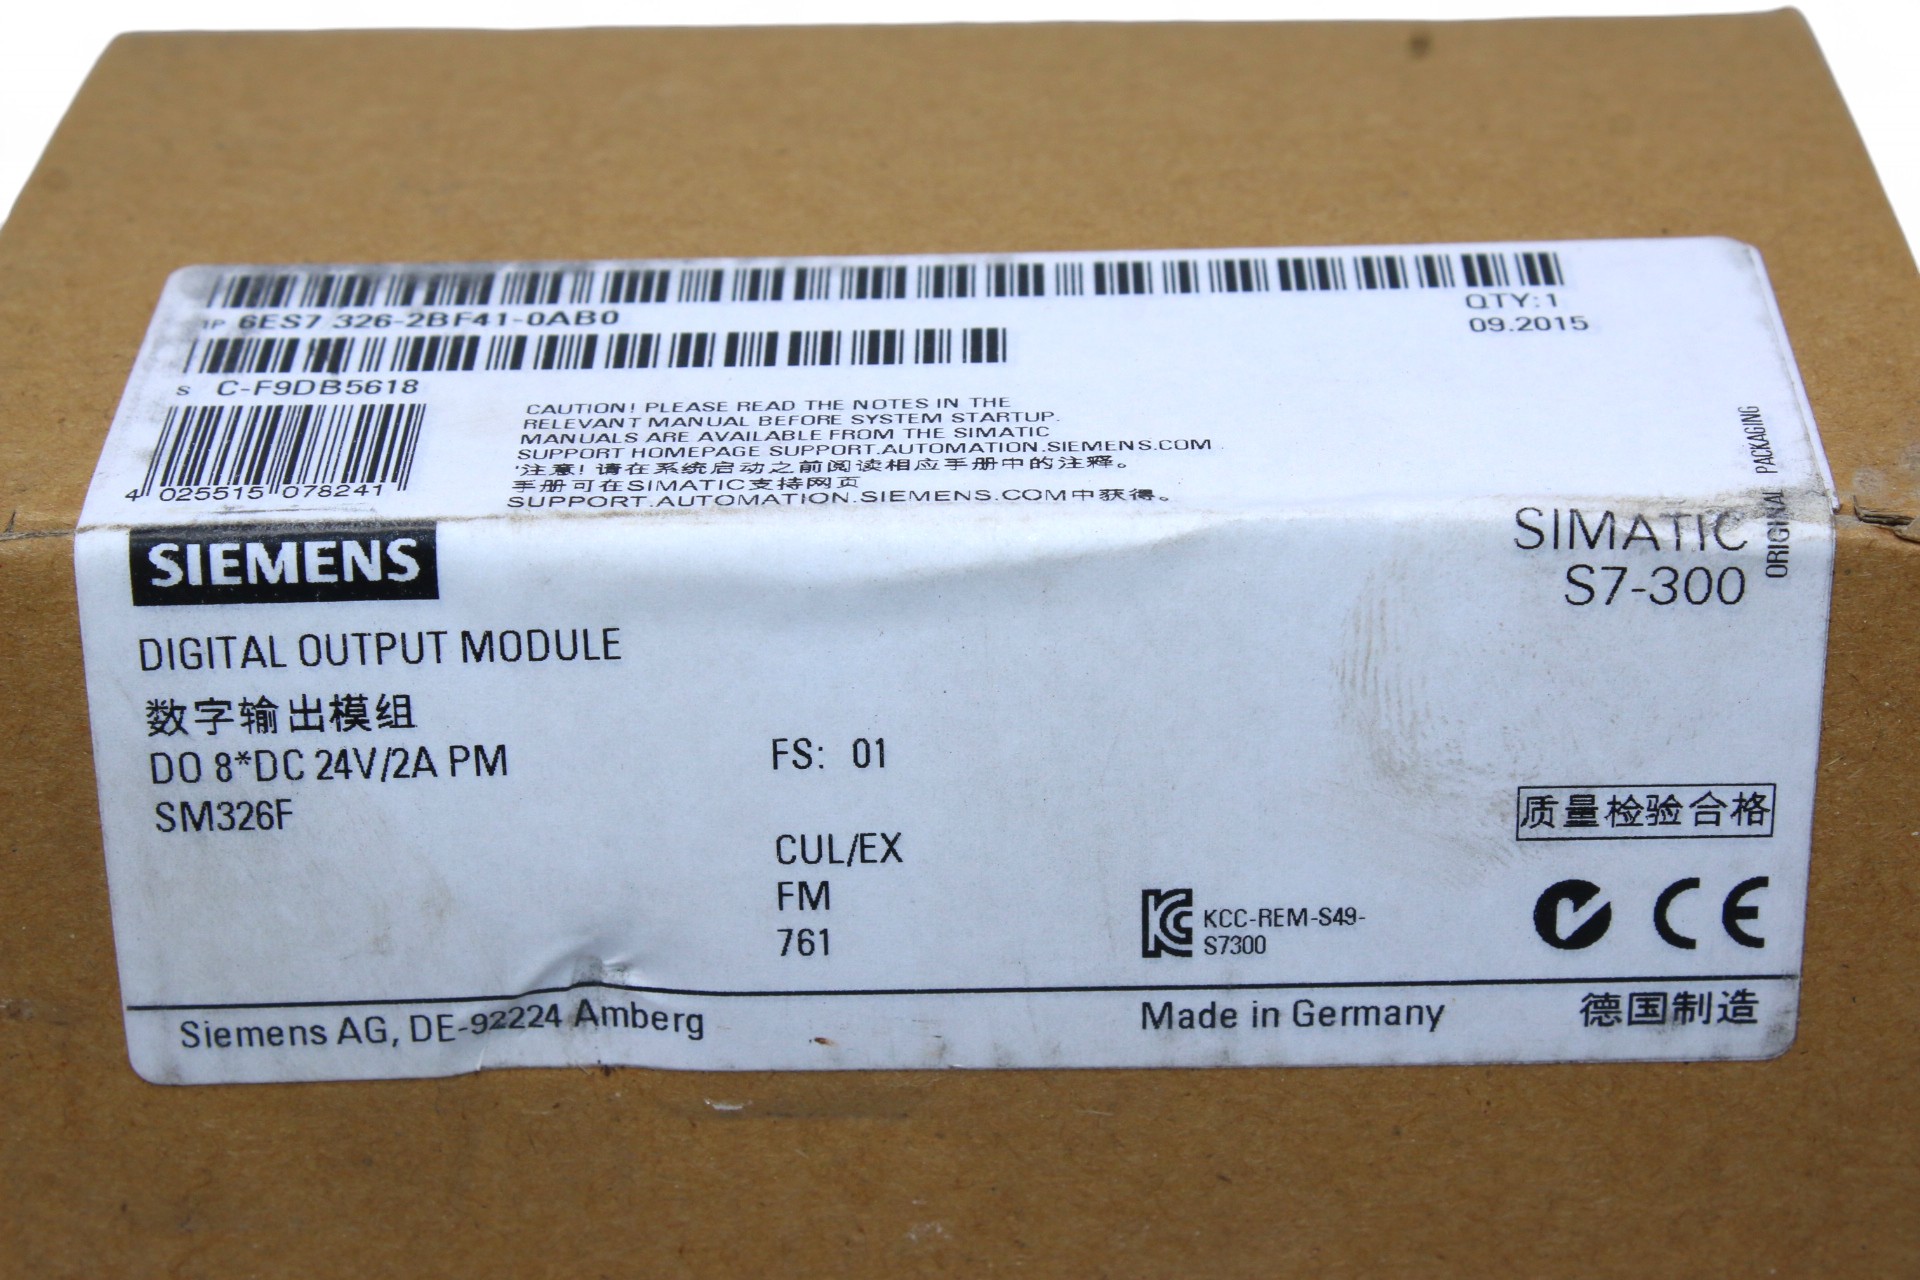 1P 6ES7 326-2BF41-0AB0
QTY:1
09.2015
S C-F9DB5618
4 025515 078241
CAUTION! PLEASE READ THE NOTES IN THE
RELEVANT MANUAL BEFORE SYSTEM STARTUP.
MANUALS ARE AVAILABLE FROM THE SIMATIC
SUPPORT HOMEPAGE SUPPORT.AUTOMATION.SIEMENS.COM
'注意! 请在系统启动之前阅读相应手册中的注释。
手册可在SIMATIC支持网页
SUPPORT.AUTOMATION.SIEMENS.COM中获得。
ORIGINAL PACKAGING
SIEMENS
SIMATIC
S7-300
DIGITAL OUTPUT MODULE
数字输出模组
DO 8*DC 24V/2A PM
FS: 01
SM326F
质量检验合格
CUL/EX
FM
761
KCC-REM-S49-
S7300
CE
Siemens AG, DE-92224 Amberg
Made in Germany
德国制造